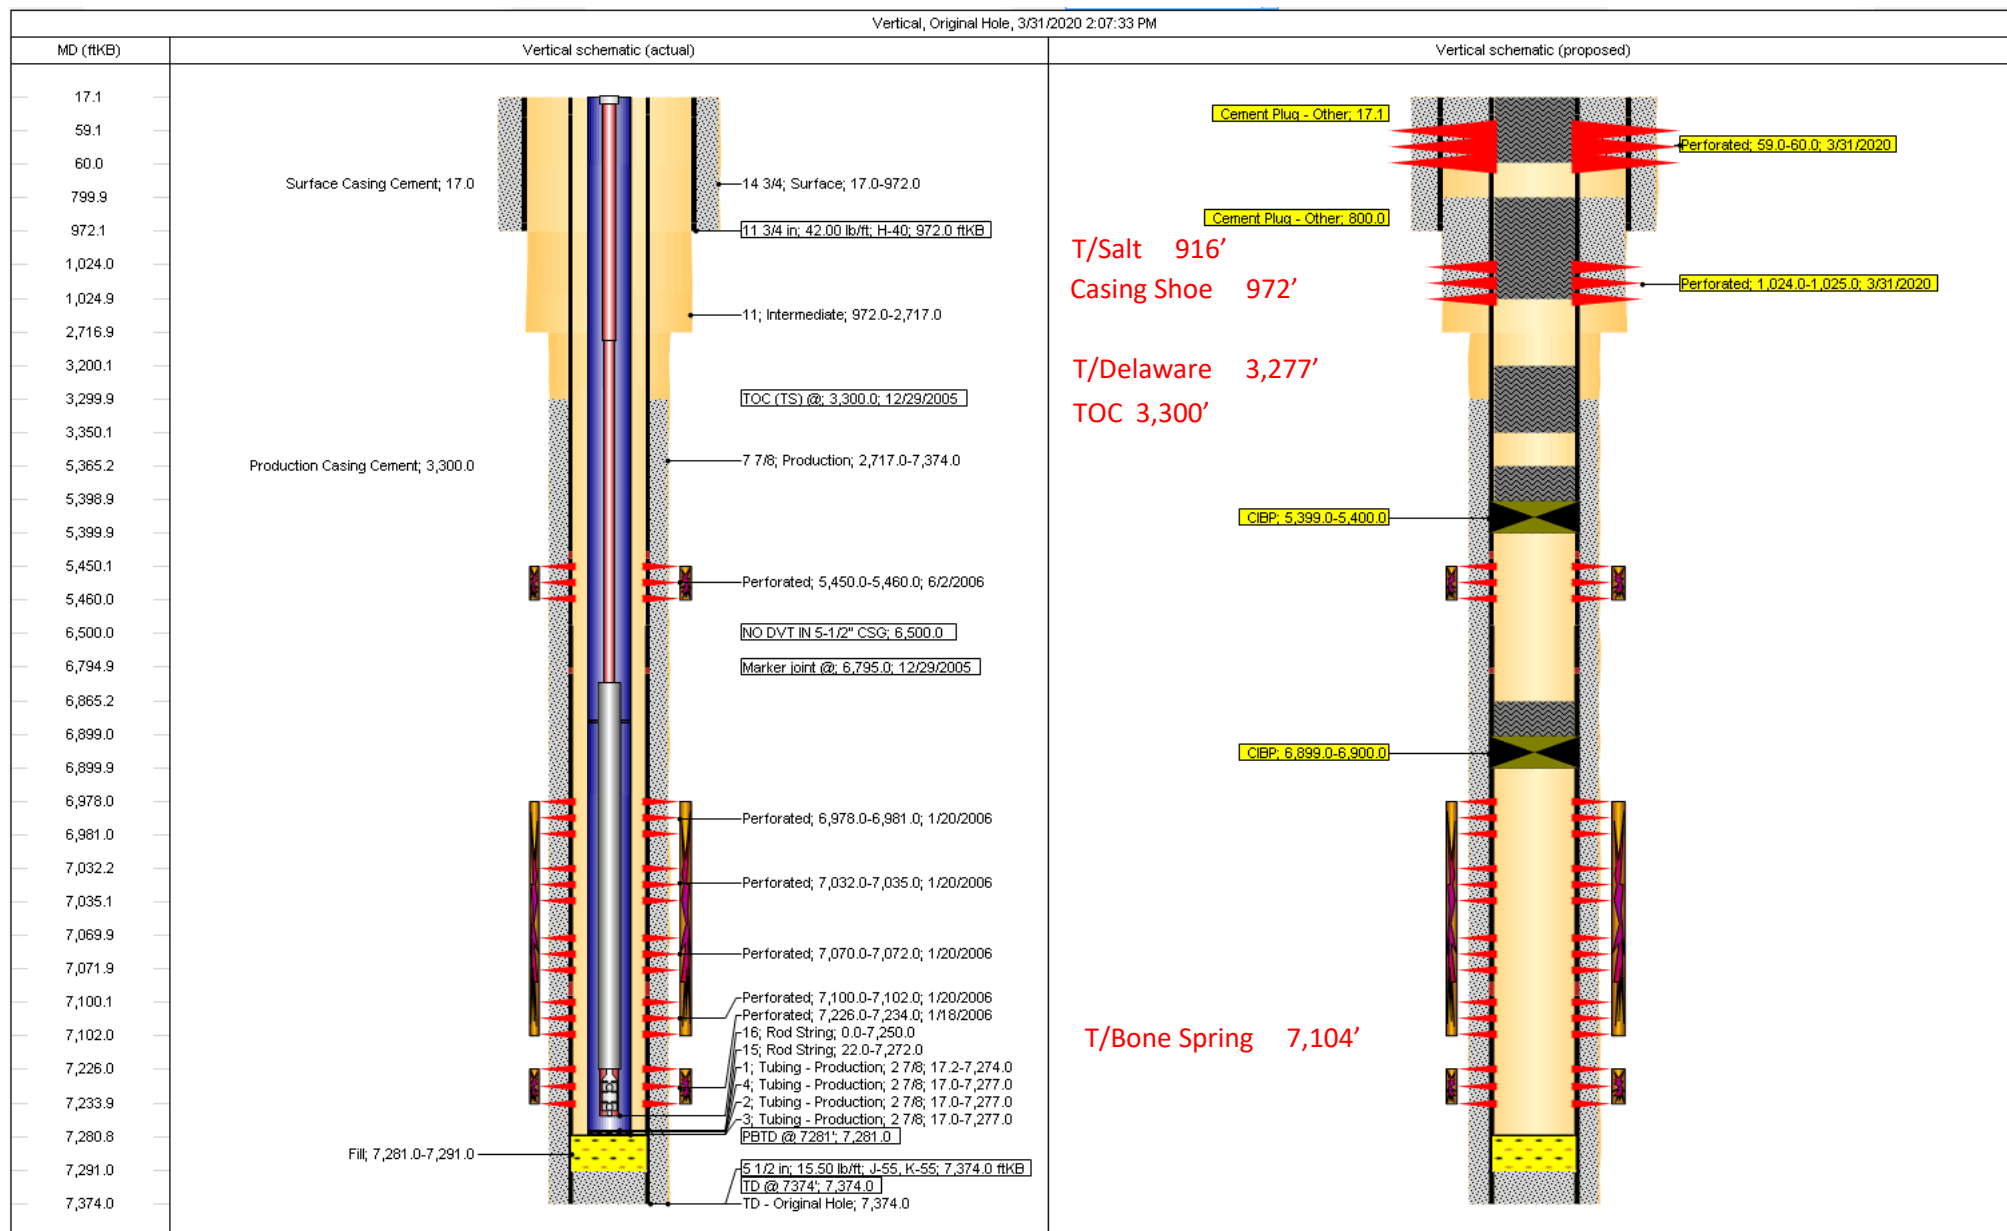 Vertical, Original Hole, 3/31/2020 2:07:33 PM
MD (ftKB)
Vertical schematic (actual)
Vertical schematic (proposed)
17.1
59.1
60.0
799.9
972.1
1,024.0
1,024.9
2,716.9
3,200.1
3,299.9
3,350.1
5,365.2
5,398.9
5,399.9
5,450.1
5,460.0
6,500.0
6,794.9
6,865.2
6,899.0
6,899.9
6,978.0
6,981.0
7,032.2
7,035.1
7,069.9
7,071.9
7,100.1
7,102.0
7,226.0
7,233.9
7,280.8
7,291.0
7,374.0
Surface Casing Cement; 17.0
Production Casing Cement; 3,300.0
Fill; 7,281.0-7,291.0
14 3/4; Surface; 17.0-972.0
11 3/4 in; 42.00 lb/ft; H-40; 972.0 ftKB
11; Intermediate; 972.0-2,717.0
TOC (TS) @; 3,300.0; 12/29/2005
7 7/8; Production; 2,717.0-7,374.0
Perforated; 5,450.0-5,460.0; 6/2/2006
NO DVT IN 5-1/2" CSG; 6,500.0
Marker joint @; 6,795.0; 12/29/2005
Perforated; 6,978.0-6,981.0; 1/20/2006
Perforated; 7,032.0-7,035.0; 1/20/2006
Perforated; 7,070.0-7,072.0; 1/20/2006
Perforated; 7,100.0-7,102.0; 1/20/2006
Perforated; 7,226.0-7,234.0; 1/18/2006
16; Rod String; 0.0-7,250.0
15; Rod String; 22.0-7,272.0
1; Tubing - Production; 2 7/8; 17.2-7,274.0
4; Tubing - Production; 2 7/8; 17.0-7,277.0
2; Tubing - Production; 2 7/8; 17.0-7,277.0
3; Tubing - Production; 2 7/8; 17.0-7,277.0
PBTD @ 7281'; 7,281.0
5 1/2 in; 15.50 lb/ft; J-55, K-55; 7,374.0 ftKB
TD @ 7374'; 7,374.0
TD - Original Hole; 7,374.0
Cement Plug - Other; 17.1
Perforated; 59.0-60.0; 3/31/2020
Cement Plug - Other; 800.0
T/Salt 916’
Casing Shoe 972’
Perforated; 1,024.0-1,025.0; 3/31/2020
T/Delaware 3,277’
TOC 3,300’
CIBP; 5,399.0-5,400.0
CIBP; 6,899.0-6,900.0
T/Bone Spring 7,104’